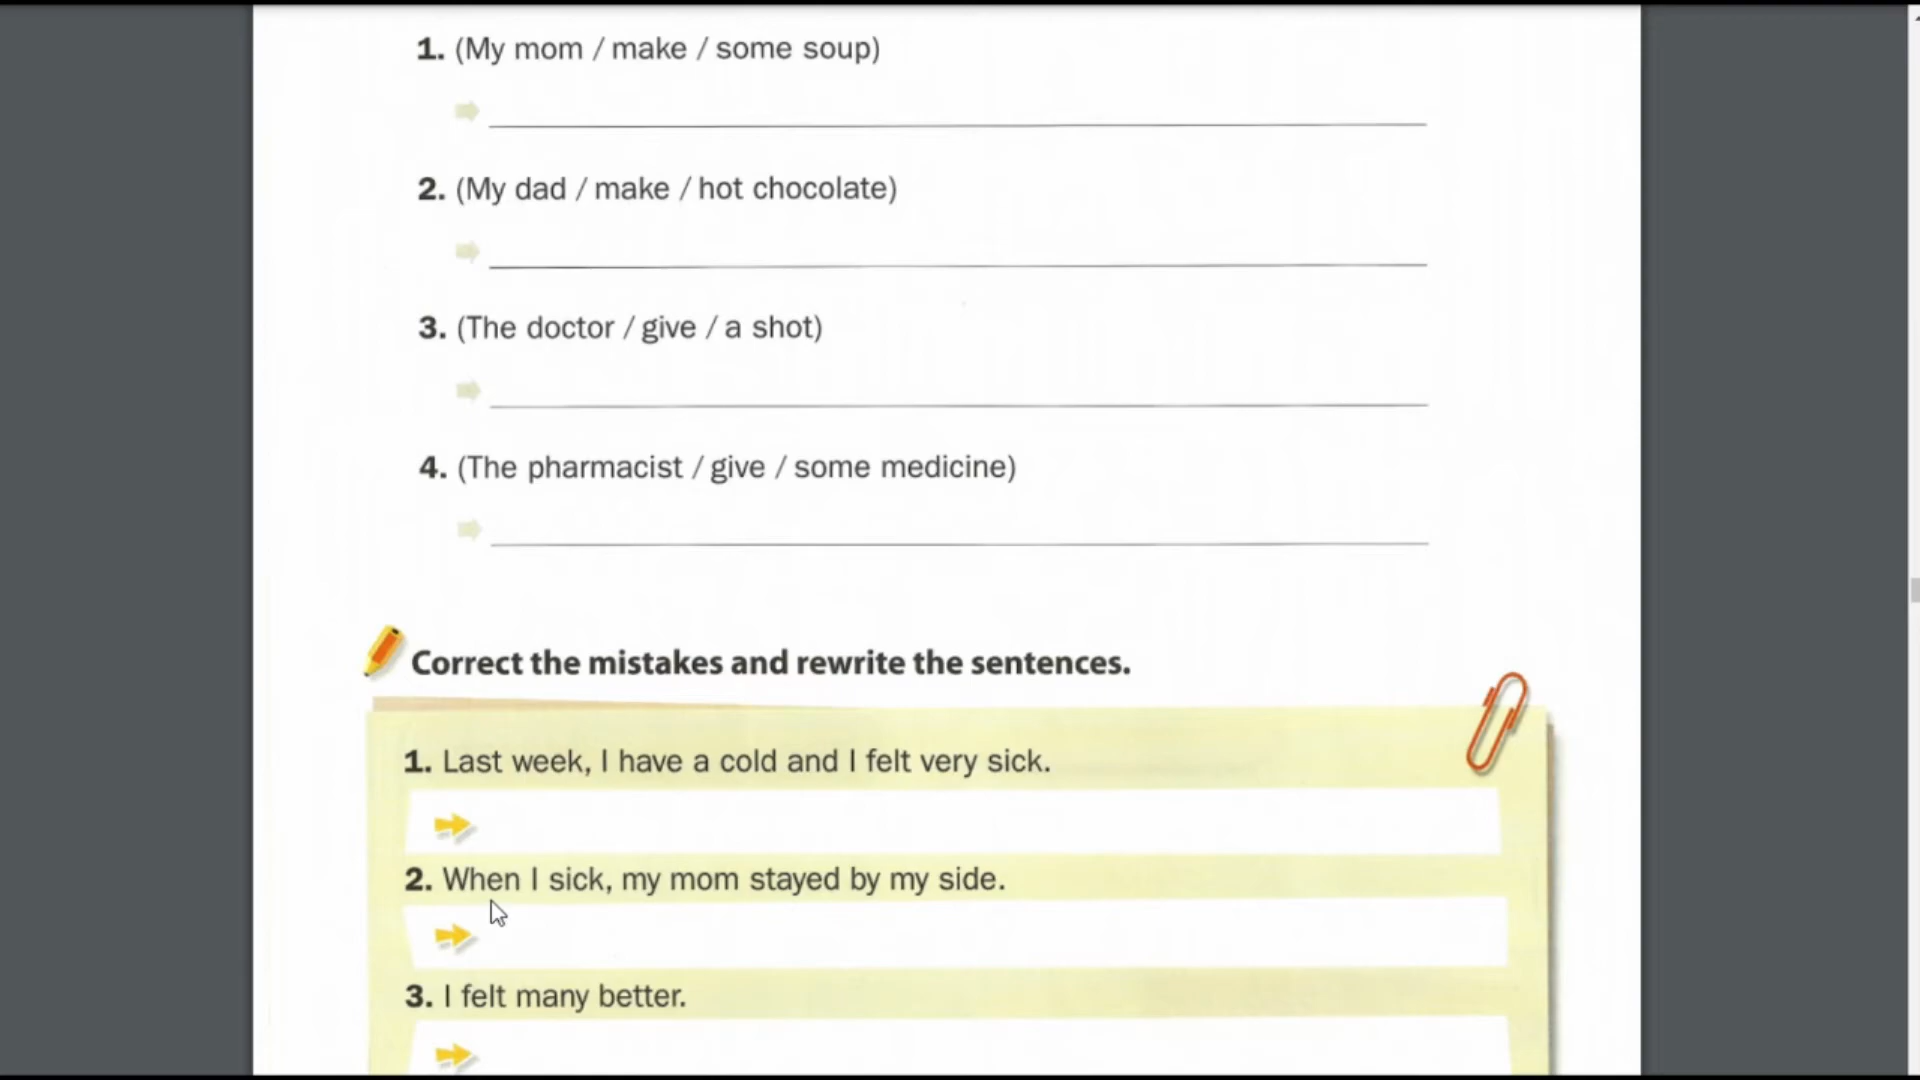 1. (My mom / make / some soup)
2. (My dad / make / hot chocolate)
3. (The doctor / give / a shot)
4. (The pharmacist / give / some medicine)
Correct the mistakes and rewrite the sentences.
1. Last week, I have a cold and I felt very sick.
2. When I sick, my mom stayed by my side.
3. I felt many better.